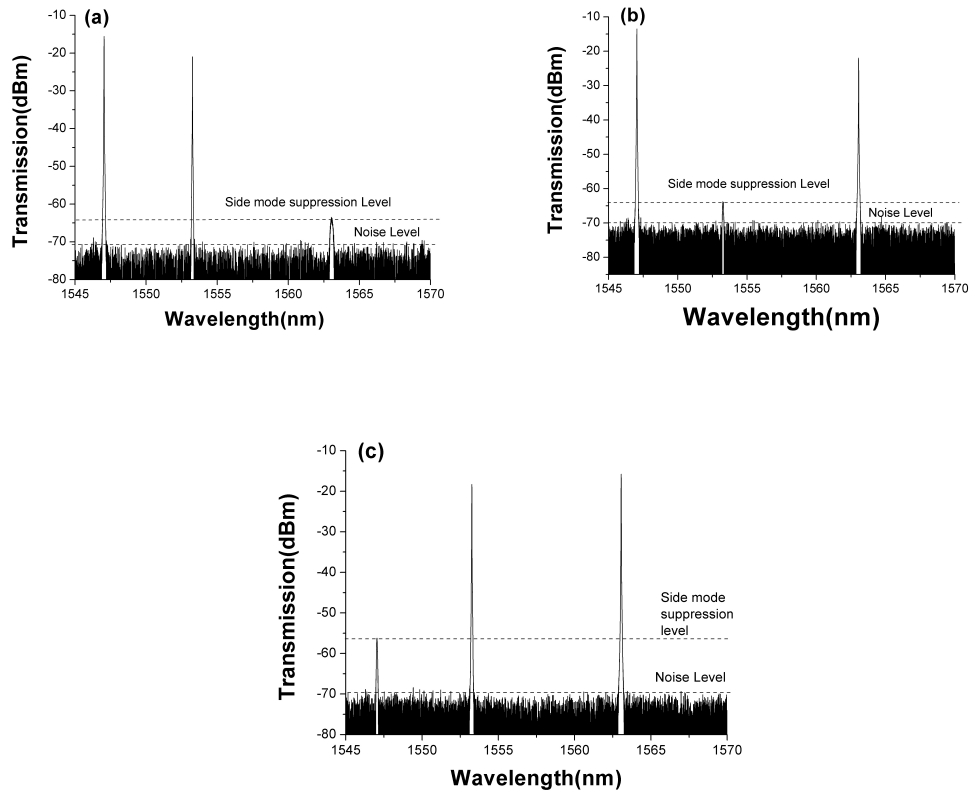 (a)
Transmission(dBm)
-10
-20
-30
-40
-50
-60
-70
-80
Side mode suppression Level
Noise Level
1545 1550 1555 1560 1565 1570
Wavelength(nm)
(b)
Transmission(dBm)
-10
-20
-30
-40
-50
-60
-70
-80
Side mode suppression Level
Noise Level
1545 1550 1555 1560 1565 1570
Wavelength(nm)
(c)
Transmission(dBm)
-10
-20
-30
-40
-50
-60
-70
-80
Side mode
suppression
level
Noise Level
1545 1550 1555 1560 1565 1570
Wavelength(nm)